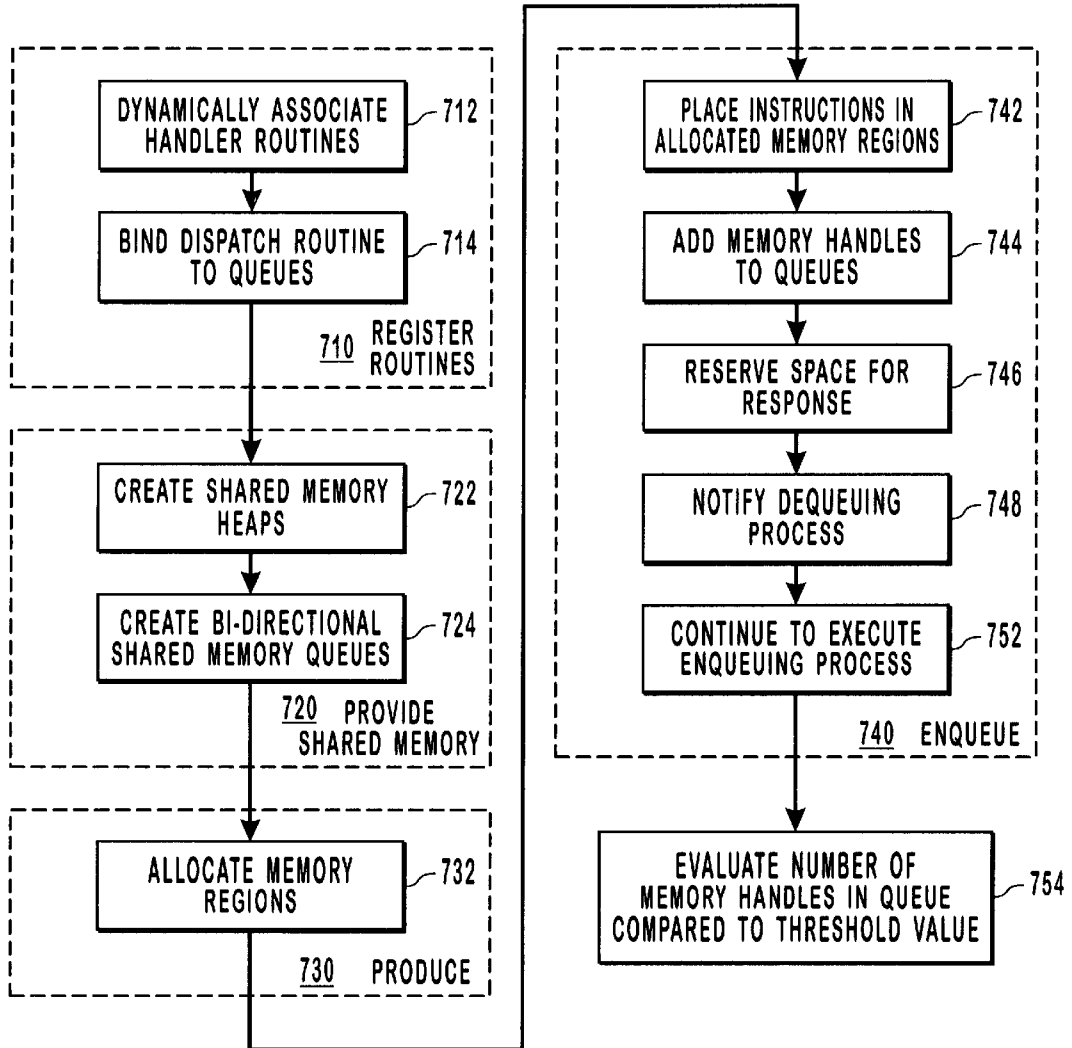 DYNAMICALLY ASSOCIATE
HANDLER ROUTINES
712
BIND DISPATCH ROUTINE
TO QUEUES
714
710 REGISTER
ROUTINES
CREATE SHARED MEMORY
HEAPS
722
CREATE BI-DIRECTIONAL
SHARED MEMORY QUEUES
724
720 PROVIDE
SHARED MEMORY
ALLOCATE MEMORY
REGIONS
732
730 PRODUCE
PLACE INSTRUCTIONS IN
ALLOCATED MEMORY REGIONS
742
ADD MEMORY HANDLES
TO QUEUES
744
RESERVE SPACE FOR
RESPONSE
746
NOTIFY DEQUEUING
PROCESS
748
CONTINUE TO EXECUTE
ENQUEUING PROCESS
752
740 ENQUEUE
EVALUATE NUMBER OF
MEMORY HANDLES IN QUEUE
COMPARED TO THRESHOLD VALUE
754